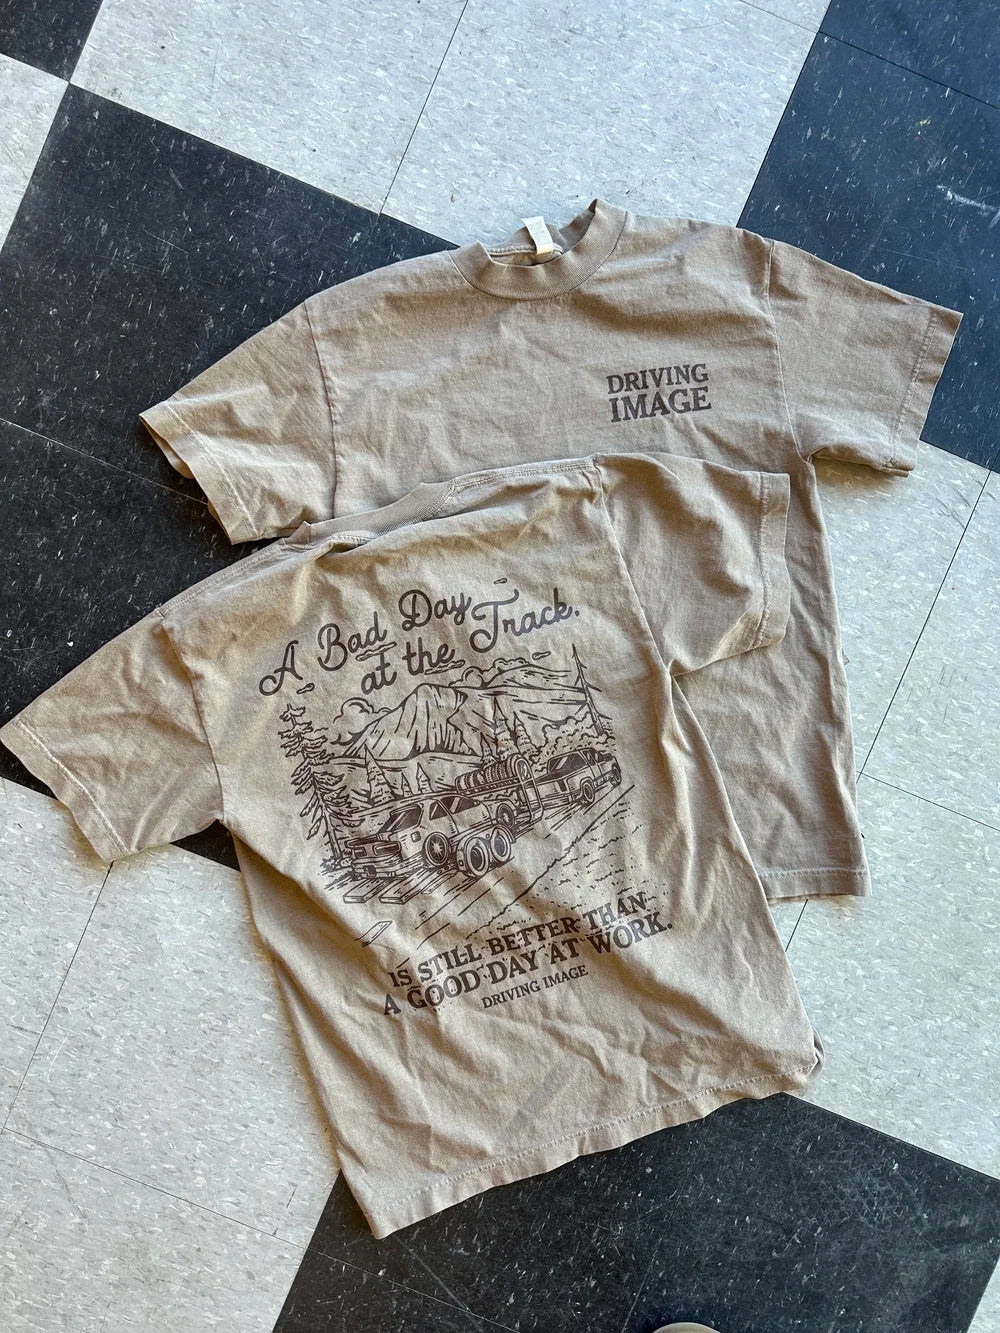 DRIVING
IMAGE
A Bad Day
at the Track.
IS STILL BETTER THAN
A GOOD DAY AT WORK.
DRIVING IMAGE